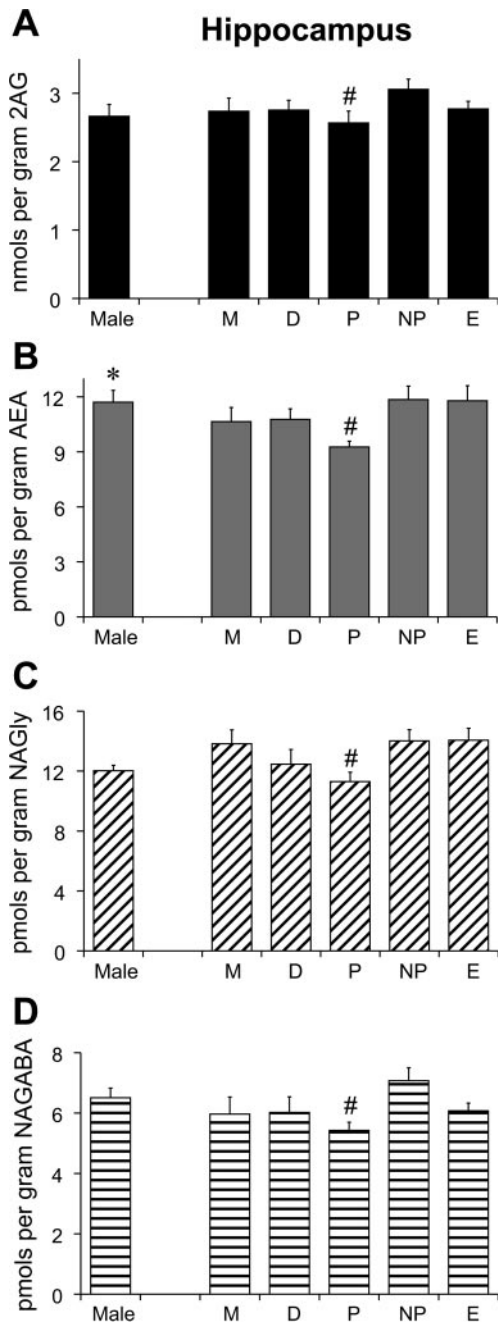 A
Hippocampus
nmols per gram 2AG
3
2
1
0
#
Male M D P NP E
B
pmols per gram AEA
12
9
6
3
0
*
#
Male M D P NP E
C
pmols per gram NAGly
16
12
8
4
0
#
Male M D P NP E
D
pmols per gram NAGABA
8
6
4
2
0
#
Male M D P NP E